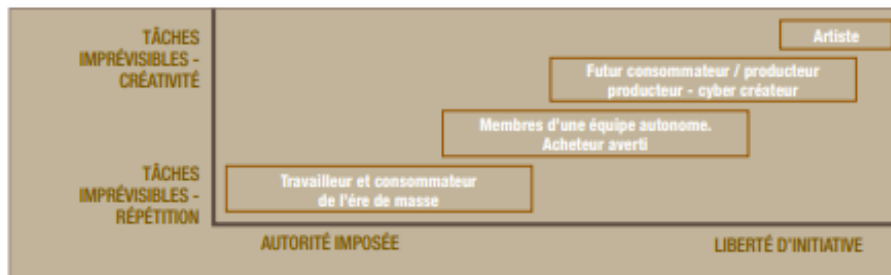 TÂCHES
IMPRÉVISIBLES -
CRÉATIVITÉ
Artiste
Futur consommateur / producteur
producteur - cyber créateur
Membres d'une équipe autonome.
Acheteur averti
TÂCHES
IMPRÉVISIBLES -
RÉPÉTITION
Travailleur et consommateur
de l'ére de masse
AUTORITÉ IMPOSÉE
LIBERTÉ D'INITIATIVE